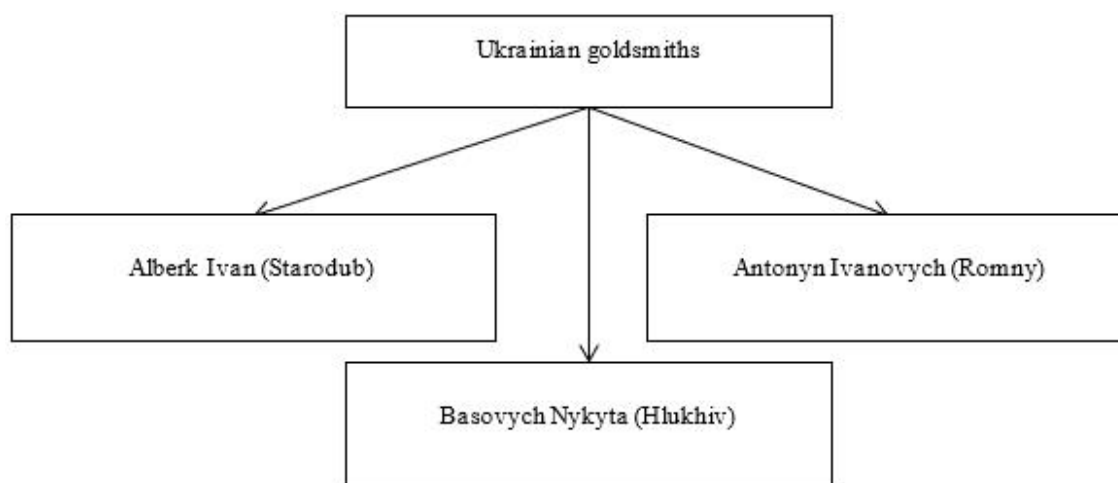 Ukrainian goldsmiths
Alberk Ivan (Starodub)
Antonyn Ivanovych (Romny)
Basovych Nykyta (Hlukhiv)